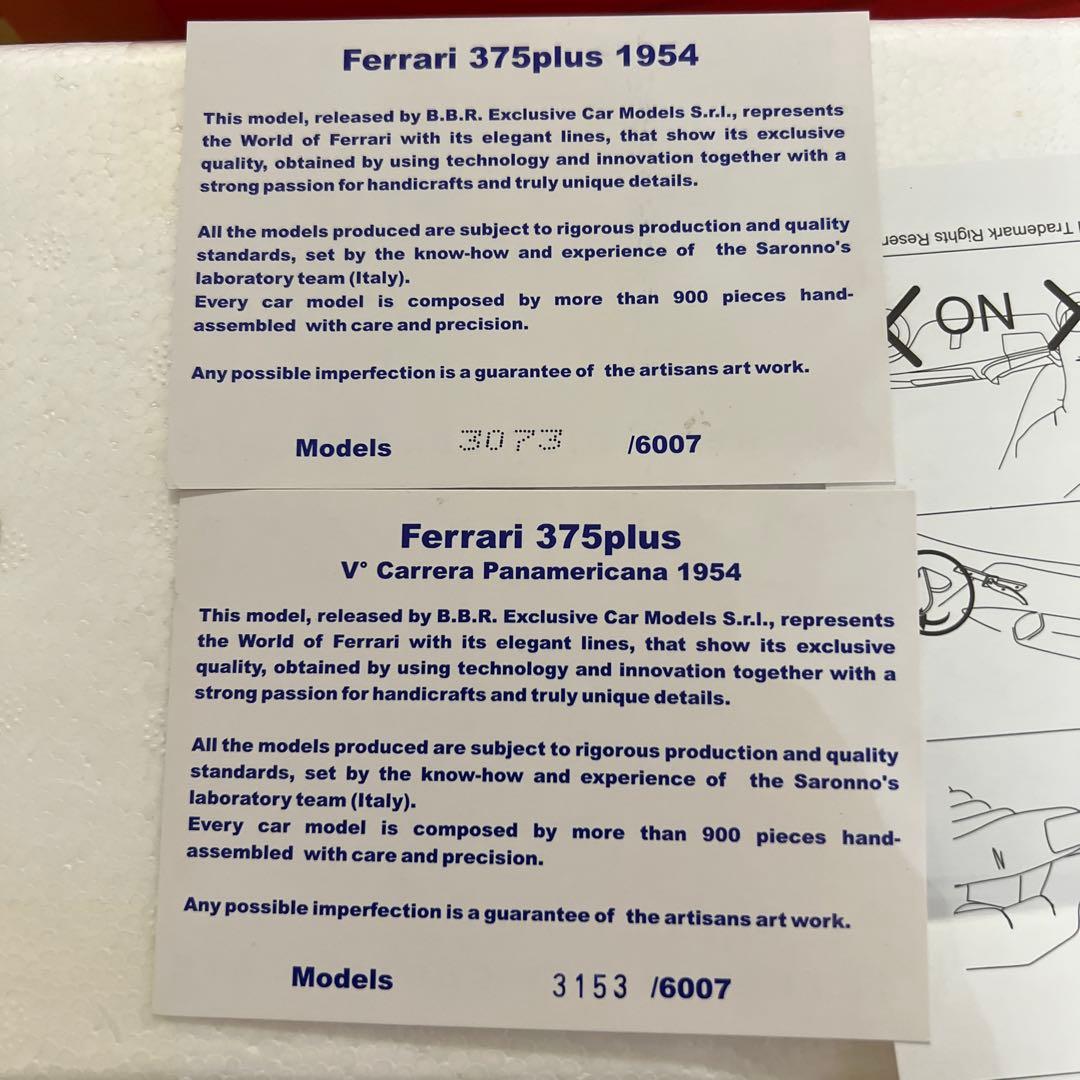 Ferrari 375plus 1954
This model, released by B.B.R. Exclusive Car Models S.r.l., represents
the World of Ferrari with its elegant lines, that show its exclusive
quality, obtained by using technology and innovation together with a
strong passion for handicrafts and truly unique details.
All the models produced are subject to rigorous production and quality
standards, set by the know-how and experience of the Saronno's
laboratory team (Italy).
Every car model is composed by more than 900 pieces hand-
assembled with care and precision.
Any possible imperfection is a guarantee of the artisans art work.
Models 3073 /6007
Ferrari 375plus
V° Carrera Panamericana 1954
This model, released by B.B.R. Exclusive Car Models S.r.l., represents
the World of Ferrari with its elegant lines, that show its exclusive
quality, obtained by using technology and innovation together with a
strong passion for handicrafts and truly unique details.
All the models produced are subject to rigorous production and quality
standards, set by the know-how and experience of the Saronno's
laboratory team (Italy).
Every car model is composed by more than 900 pieces hand-
assembled with care and precision.
Any possible imperfection is a guarantee of the artisans art work.
Models 3153 /6007
Trademark Rights Reser
NO